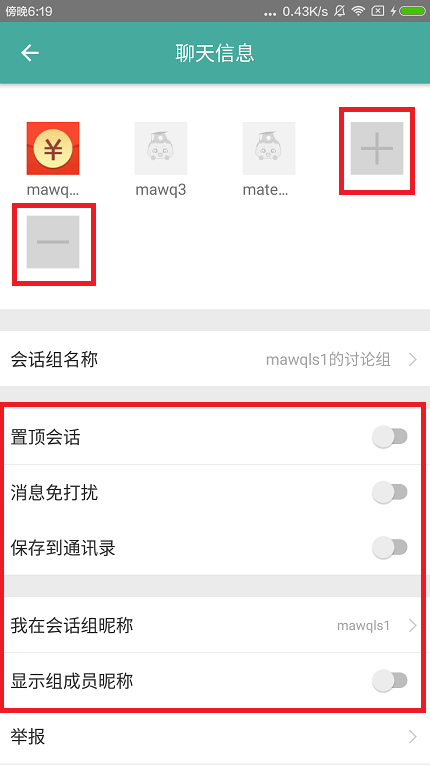 傍晚6:19
... 0.43K/s
聊天信息
¥
mawq... mawq3 mate...
会话组名称 mawqls1的讨论组
置顶会话
消息免打扰
保存到通讯录
我在会话组昵称 mawqls1
显示组成员昵称
举报